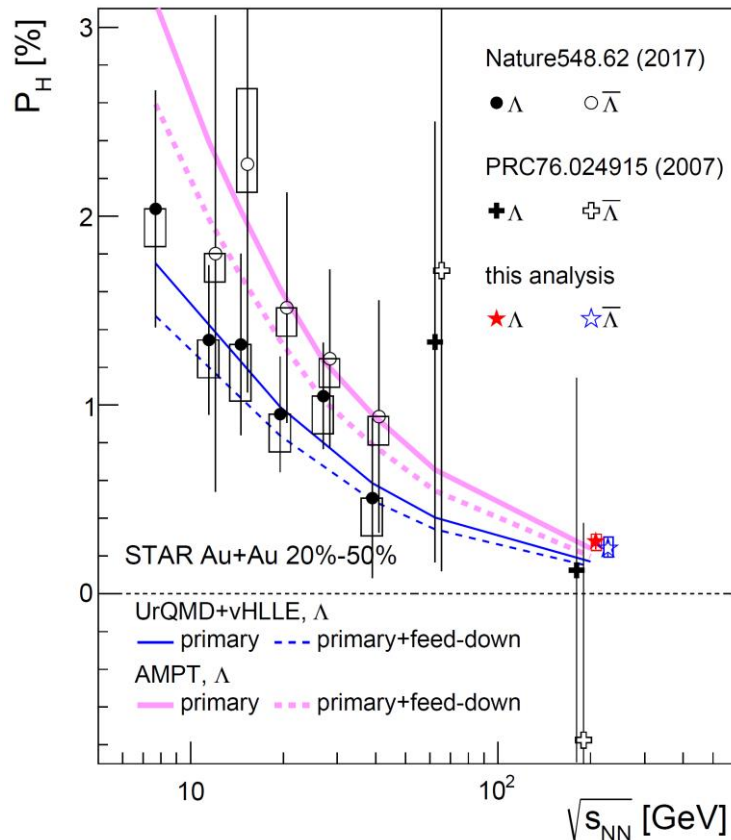 P_H [%]
3
2
1
0
Nature548.62 (2017)
Λ Λ̅
PRC76.024915 (2007)
Λ Λ̅
this analysis
Λ Λ̅
STAR Au+Au 20%-50%
UrQMD+vHLLE, Λ
primary primary+feed-down
AMPT, Λ
primary primary+feed-down
10 10²
√s_NN [GeV]